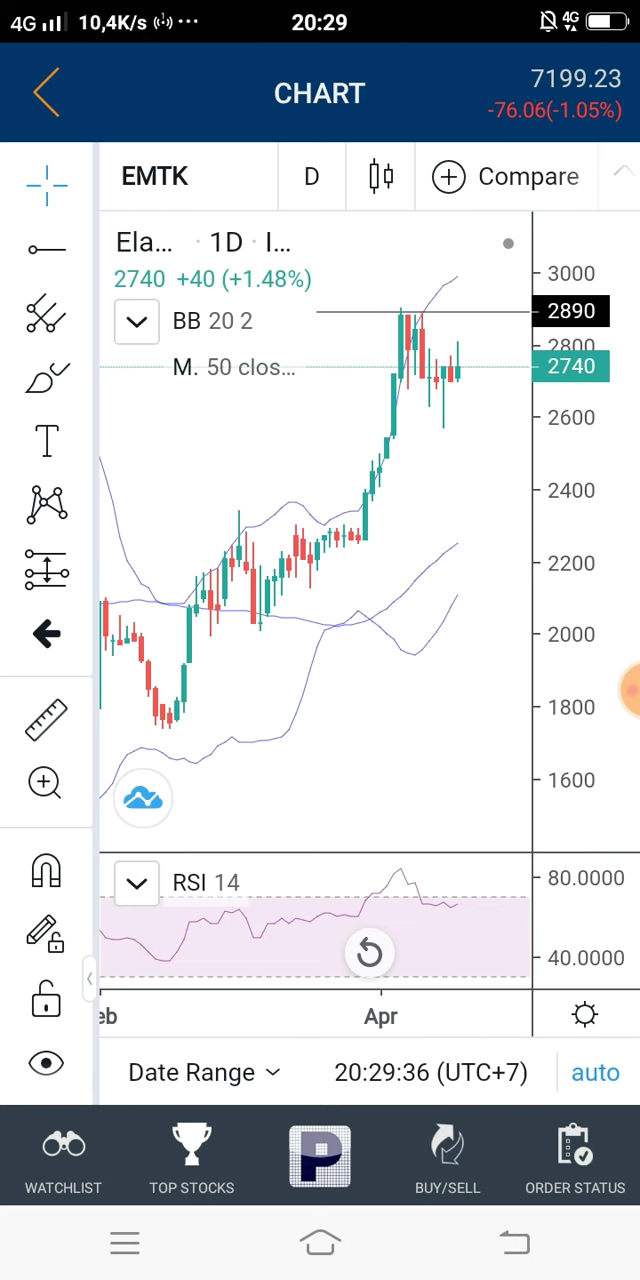 4G 10,4K/s ... 20:29 4G
CHART
7199.23
-76.06(-1.05%)
EMTK D Compare
Ela... · 1D · I...
2740 +40 (+1.48%)
BB 20 2
M. 50 clos...
3000
2890
2800
2740
2600
2400
2200
2000
1800
1600
RSI 14
80.0000
40.0000
eb Apr
Date Range 20:29:36 (UTC+7) auto
T
P
WATCHLIST TOP STOCKS BUY/SELL ORDER STATUS